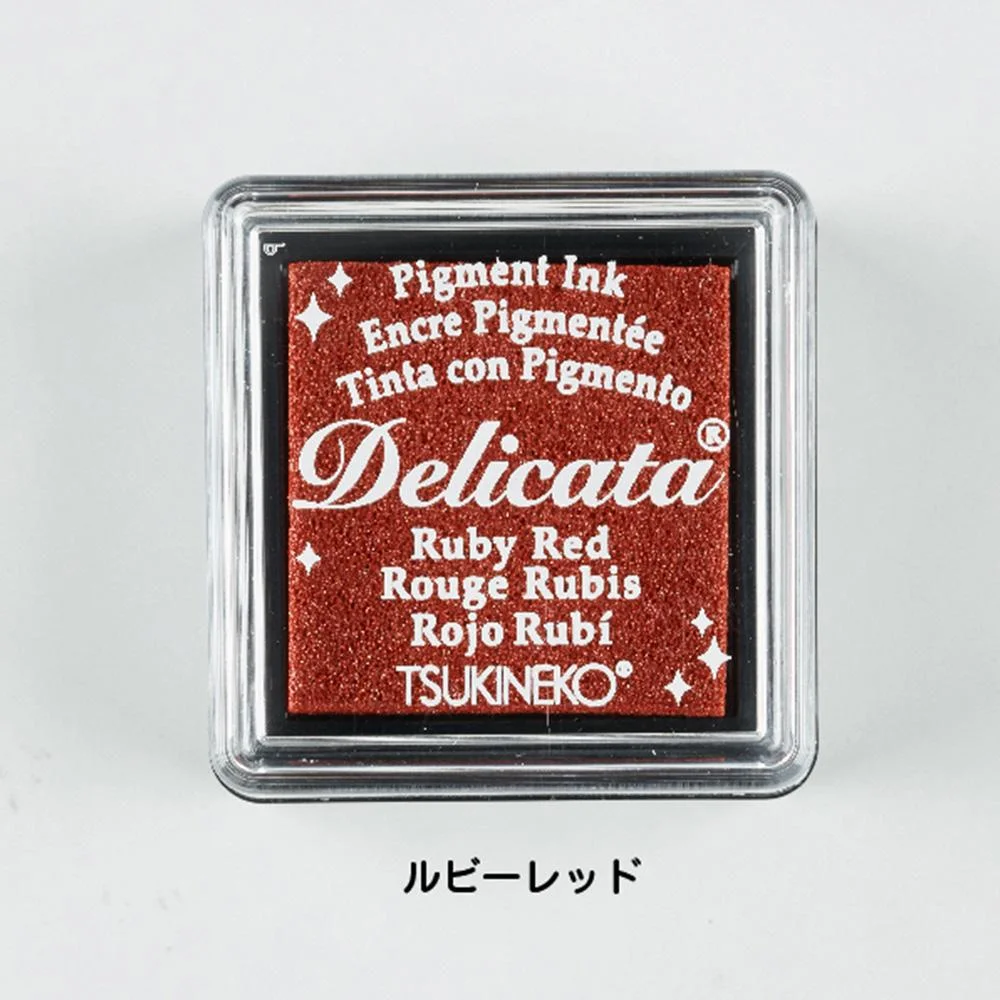 Pigment Ink
Encre Pigmentée
Tinta con Pigmento
Delicata®
Ruby Red
Rouge Rubis
Rojo Rubí
TSUKINEKO
ルビーレッド